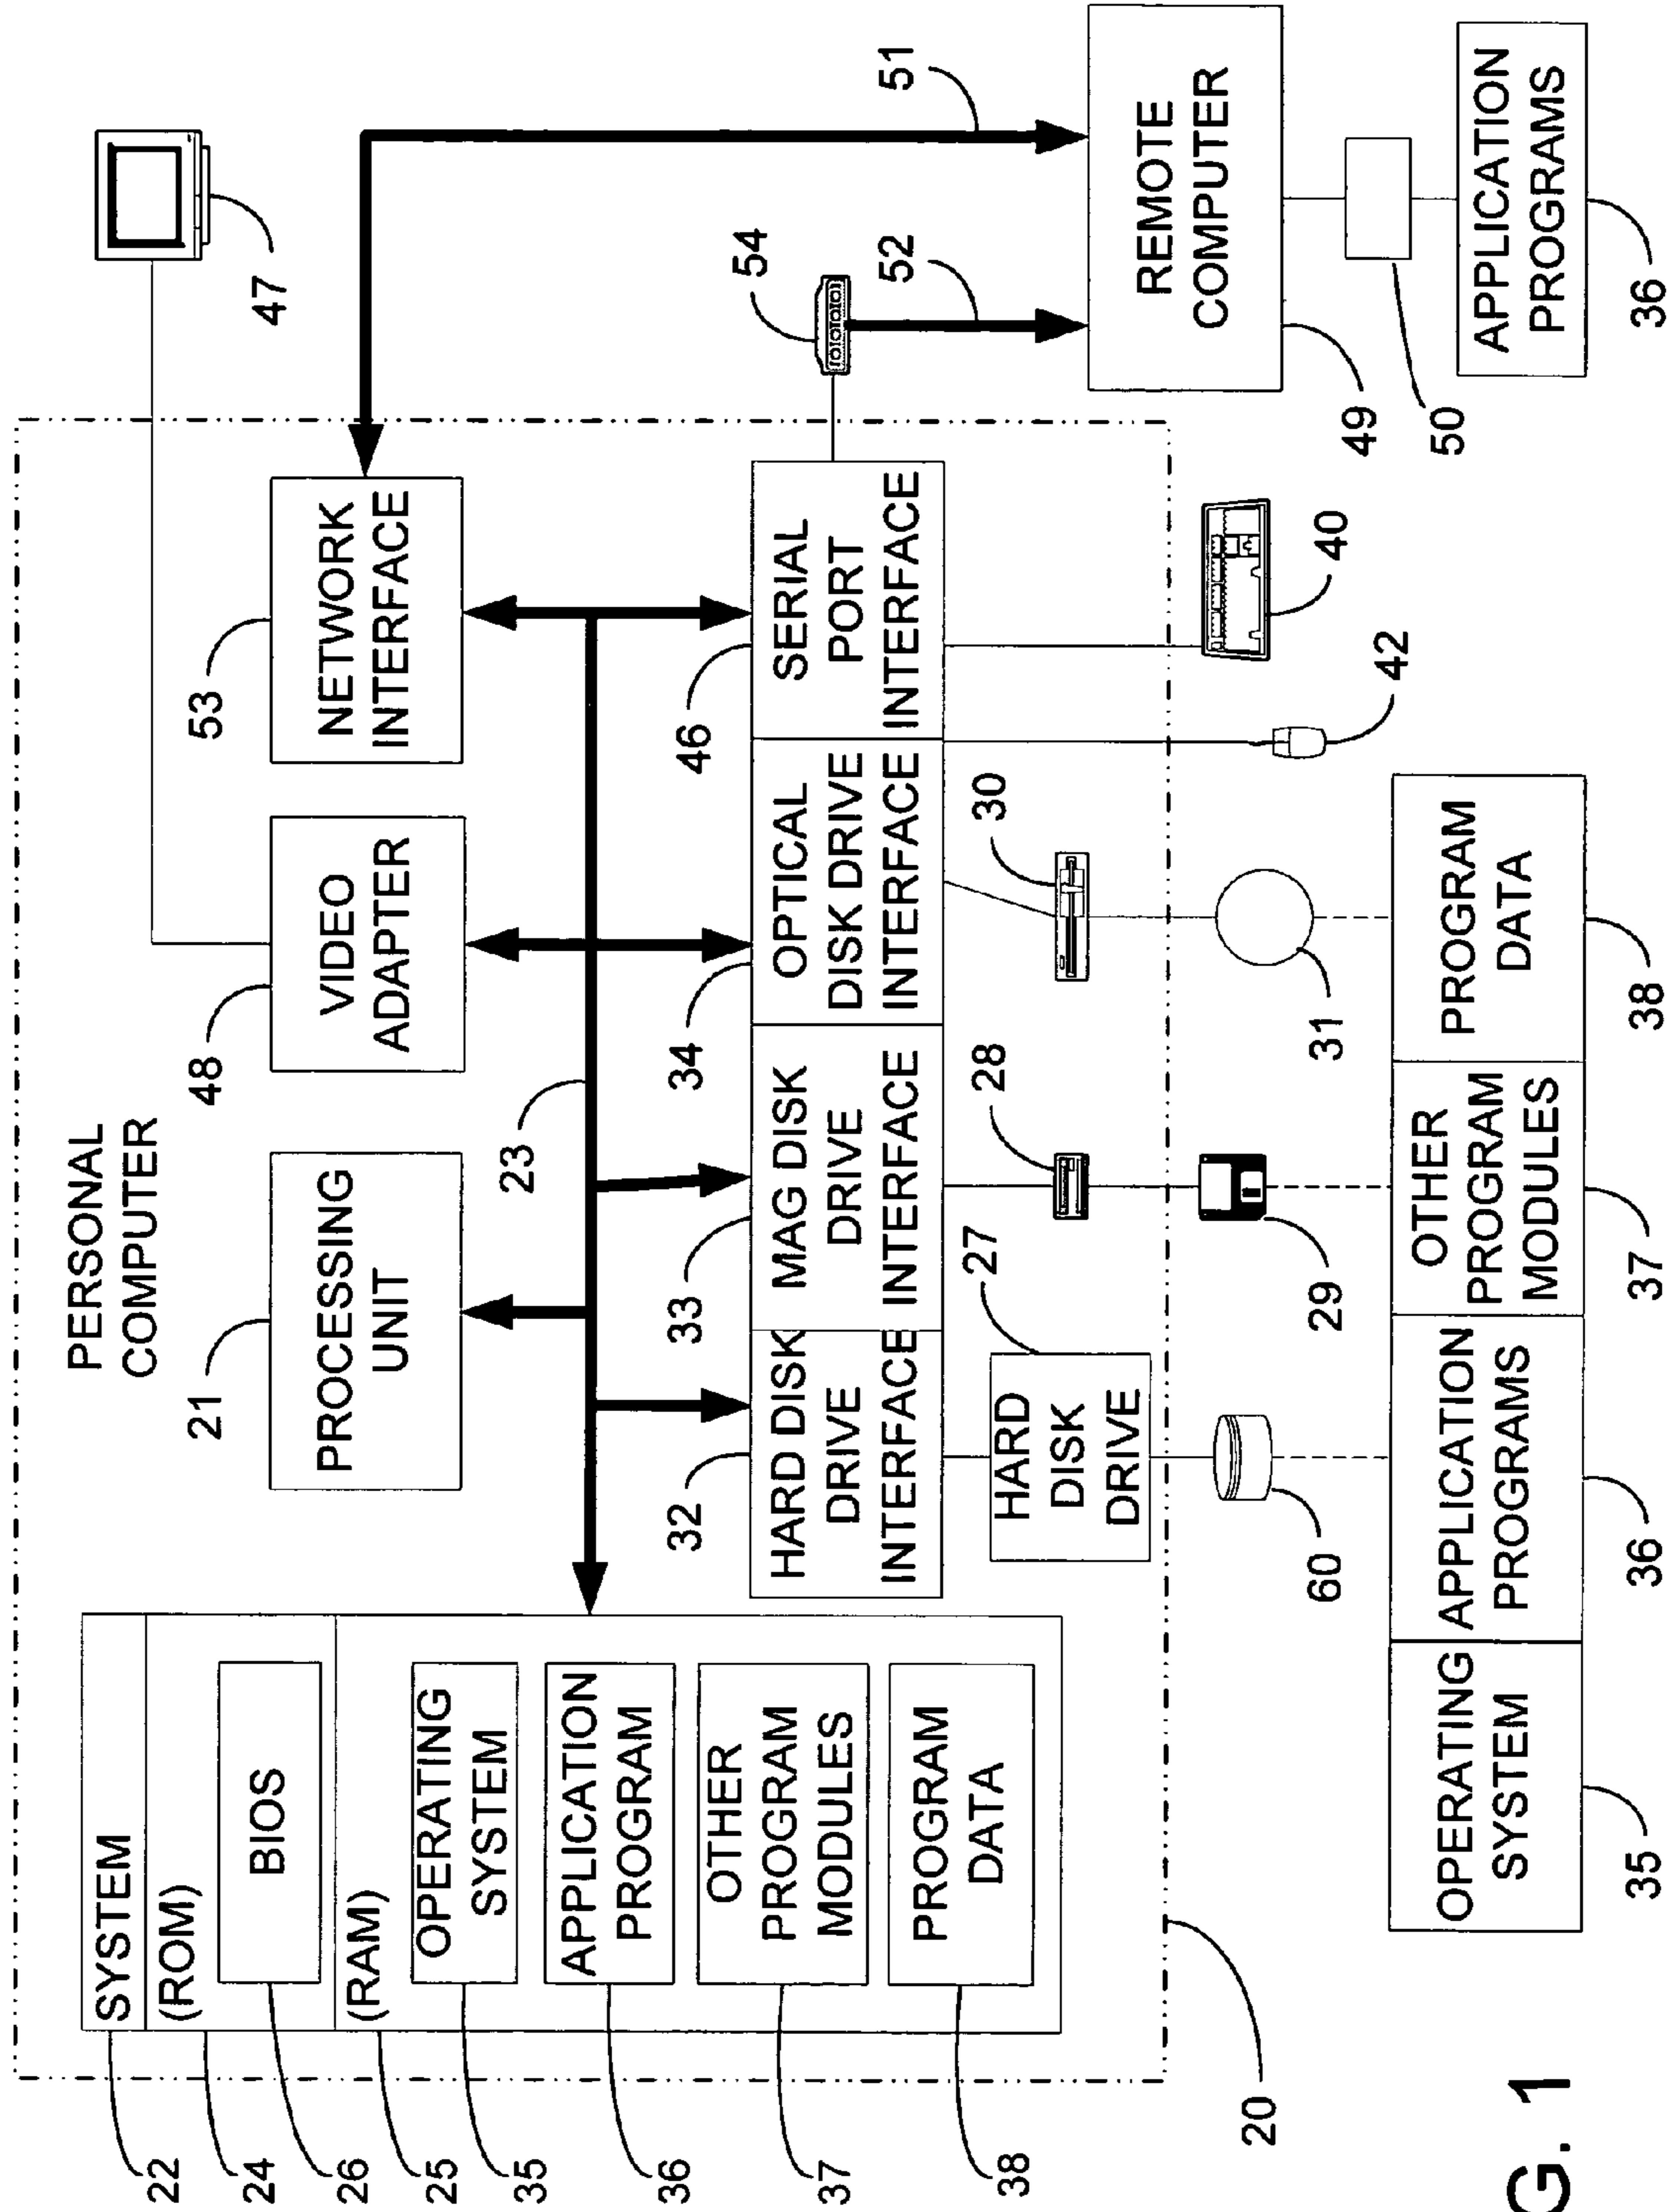 PERSONAL
COMPUTER
47
SYSTEM
22
(ROM)
24
BIOS
26
(RAM)
25
OPERATING
SYSTEM
35
APPLICATION
PROGRAM
36
OTHER
PROGRAM
MODULES
37
PROGRAM
DATA
38
21
PROCESSING
UNIT
48
VIDEO
ADAPTER
53
NETWORK
INTERFACE
23
32
HARD DISK
DRIVE
INTERFACE
33
MAG DISK
DRIVE
INTERFACE
34
OPTICAL
DISK DRIVE
INTERFACE
46
SERIAL
PORT
INTERFACE
54
52
51
HARD
DISK
DRIVE
27
28
30
20
60
29
31
42
40
REMOTE
COMPUTER
49
50
OPERATING
SYSTEM
35
APPLICATION
PROGRAMS
36
OTHER
PROGRAM
MODULES
37
PROGRAM
DATA
38
APPLICATION
PROGRAMS
36
G. 1